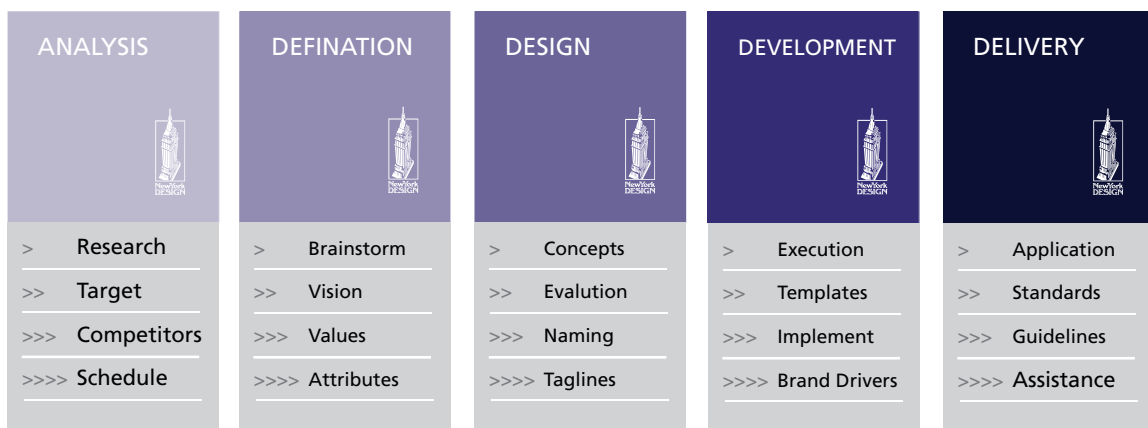 ANALYSIS
NewYork
DESIGN
> Research
>> Target
>>> Competitors
>>>> Schedule
DEFINATION
NewYork
DESIGN
> Brainstorm
>> Vision
>>> Values
>>>> Attributes
DESIGN
NewYork
DESIGN
> Concepts
>> Evalution
>>> Naming
>>>> Taglines
DEVELOPMENT
NewYork
DESIGN
> Execution
>> Templates
>>> Implement
>>>> Brand Drivers
DELIVERY
NewYork
DESIGN
> Application
>> Standards
>>> Guidelines
>>>> Assistance